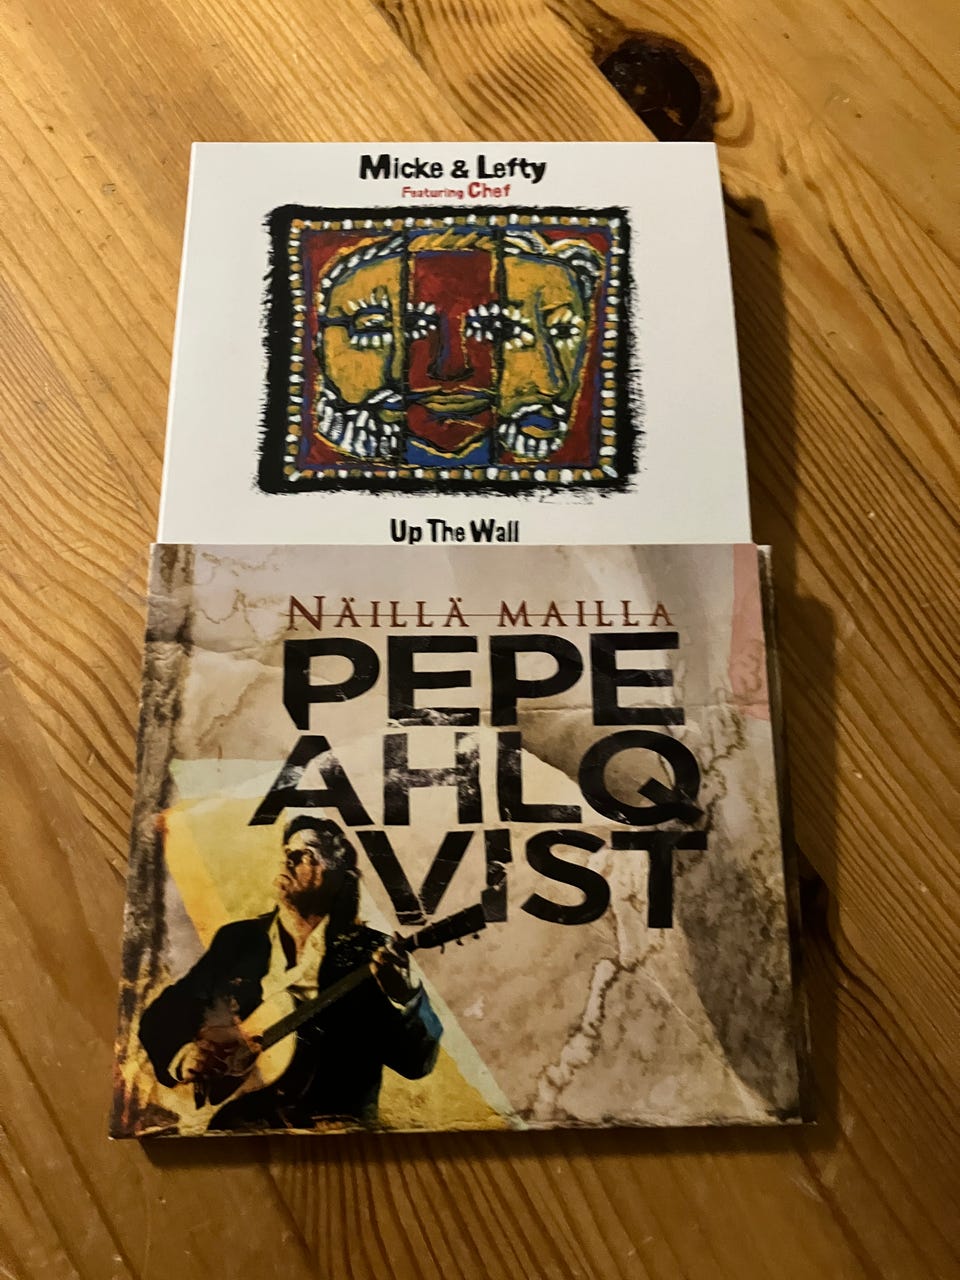 Micke & Lefty
Featuring Chef
Up The Wall
NÄILLÄ MAILLA
PEPE
AHLQ
VIST